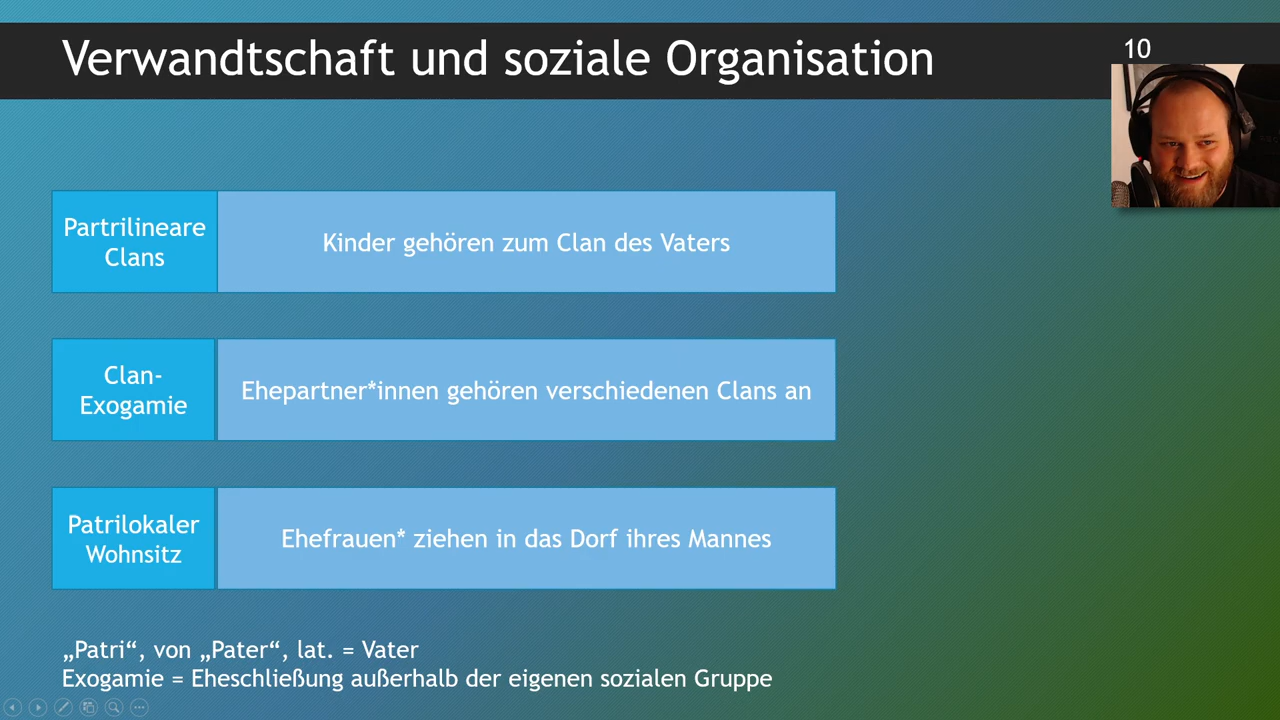 Verwandtschaft und soziale Organisation
10
Partrilineare
Clans
Kinder gehören zum Clan des Vaters
Clan-
Exogamie
Ehepartner*innen gehören verschiedenen Clans an
Patrilokaler
Wohnsitz
Ehefrauen* ziehen in das Dorf ihres Mannes
„Patri“, von „Pater“, lat. = Vater
Exogamie = Eheschließung außerhalb der eigenen sozialen Gruppe